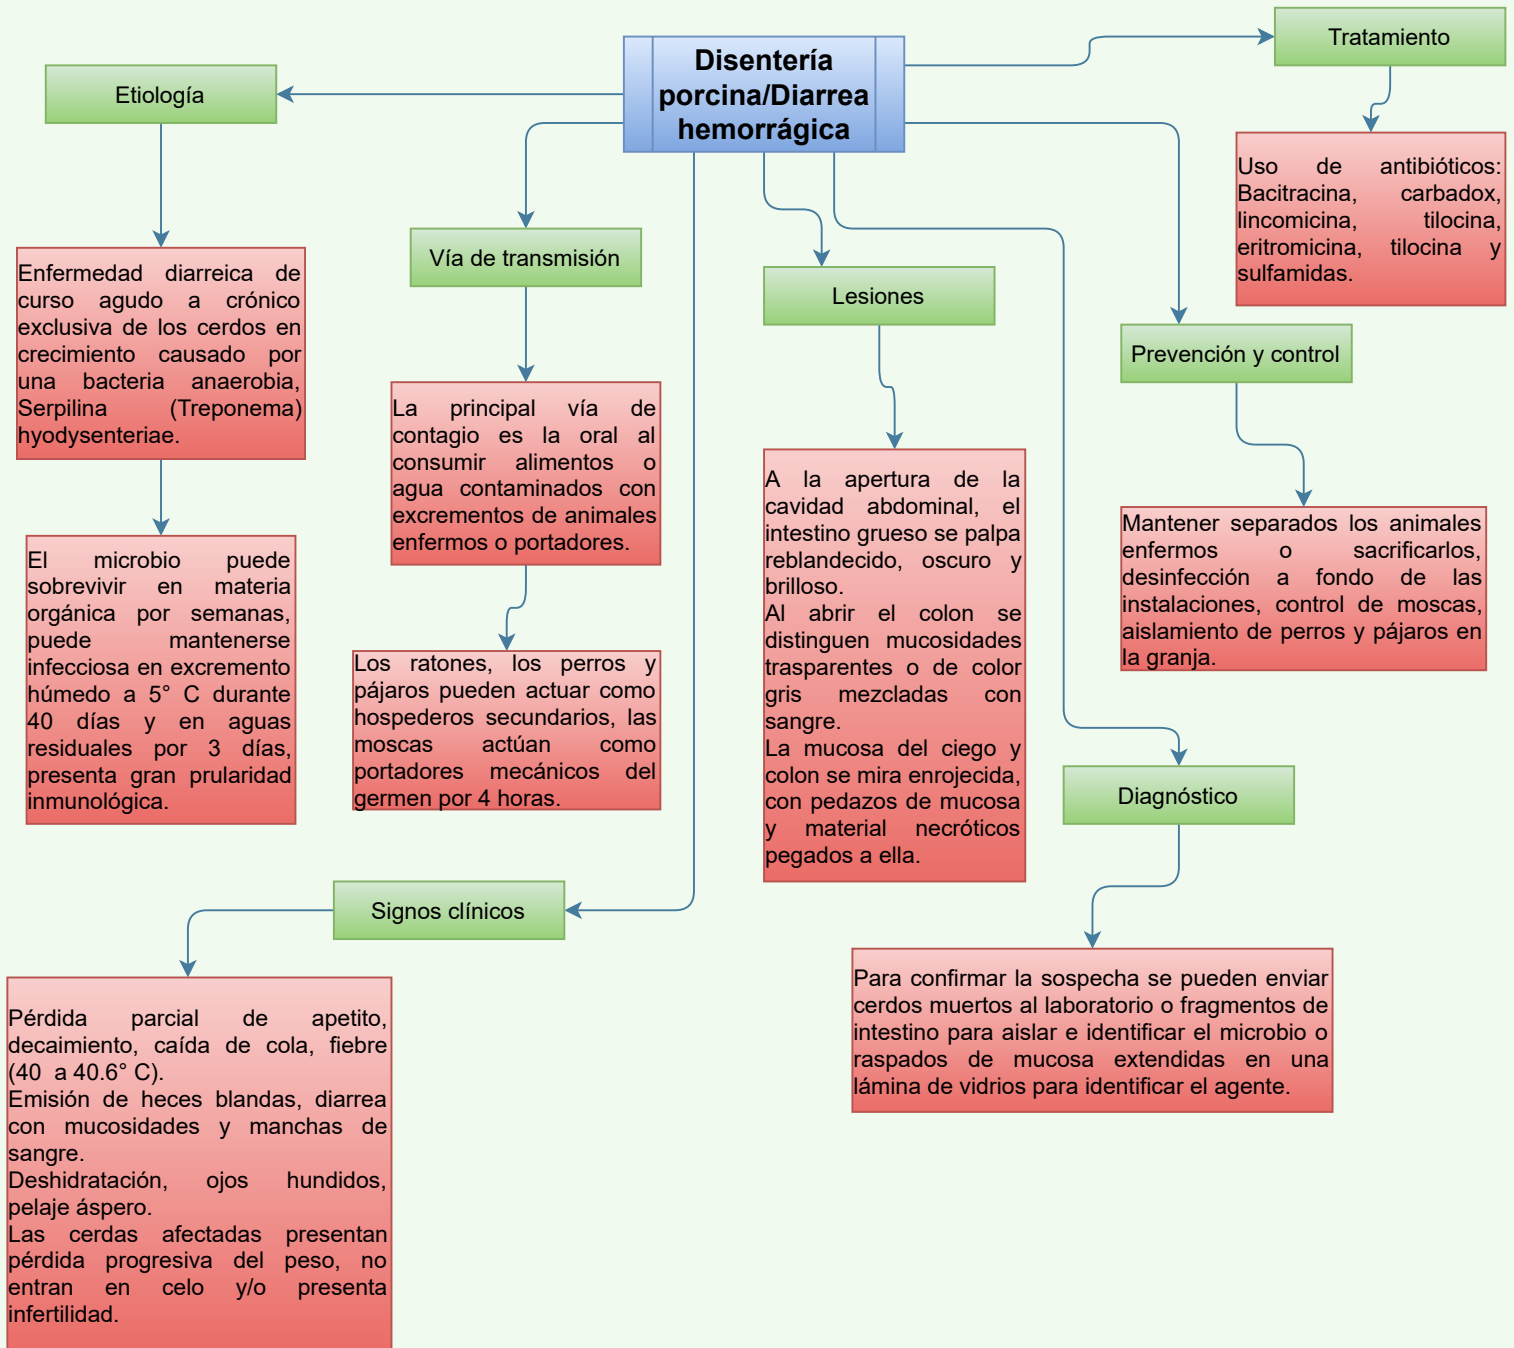 Disentería
porcina/Diarrea
hemorrágica
Etiología
Enfermedad diarreica de
curso agudo a crónico
exclusiva de los cerdos en
crecimiento causado por
una bacteria anaerobia,
Serpilina (Treponema)
hyodysenteriae.
El microbio puede
sobrevivir en materia
orgánica por semanas,
puede mantenerse
infecciosa en excremento
húmedo a 5° C durante
40 días y en aguas
residuales por 3 días,
presenta gran prularidad
inmunológica.
Vía de transmisión
La principal vía de
contagio es la oral al
consumir alimentos o
agua contaminados con
excrementos de animales
enfermos o portadores.
Los ratones, los perros y
pájaros pueden actuar como
hospederos secundarios, las
moscas actúan como
portadores mecánicos del
germen por 4 horas.
Signos clínicos
Pérdida parcial de apetito,
decaimiento, caída de cola, fiebre
(40 a 40.6° C).
Emisión de heces blandas, diarrea
con mucosidades y manchas de
sangre.
Deshidratación, ojos hundidos,
pelaje áspero.
Las cerdas afectadas presentan
pérdida progresiva del peso, no
entran en celo y/o presenta
infertilidad.
Lesiones
A la apertura de la
cavidad abdominal, el
intestino grueso se palpa
reblandecido, oscuro y
brilloso.
Al abrir el colon se
distinguen mucosidades
trasparentes o de color
gris mezcladas con
sangre.
La mucosa del ciego y
colon se mira enrojecida,
con pedazos de mucosa
y material necróticos
pegados a ella.
Diagnóstico
Para confirmar la sospecha se pueden enviar
cerdos muertos al laboratorio o fragmentos de
intestino para aislar e identificar el microbio o
raspados de mucosa extendidas en una
lámina de vidrios para identificar el agente.
Prevención y control
Mantener separados los animales
enfermos o sacrificarlos,
desinfección a fondo de las
instalaciones, control de moscas,
aislamiento de perros y pájaros en
la granja.
Tratamiento
Uso de antibióticos:
Bacitracina, carbadox,
lincomicina, tilocina,
eritromicina, tilocina y
sulfamidas.